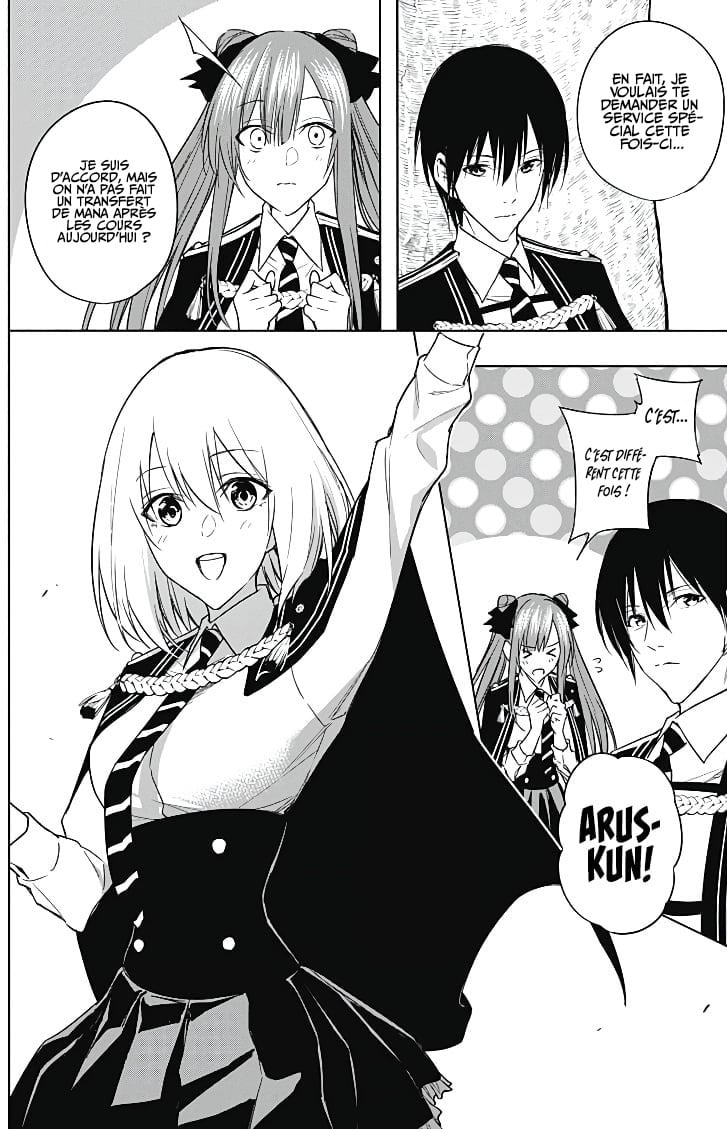 EN FAIT, JE
VOULAIS TE
DEMANDER UN
SERVICE SPÉ-
CIAL CETTE
FOIS-CI...
JE SUIS
D'ACCORD, MAIS
ON N'A PAS FAIT
UN TRANSFERT
DE MANA APRÈS
LES COURS
AUJOURD'HUI ?
C'EST...
C'EST DIFFÉ-
RENT CETTE
FOIS !
ARUS-
KUN!